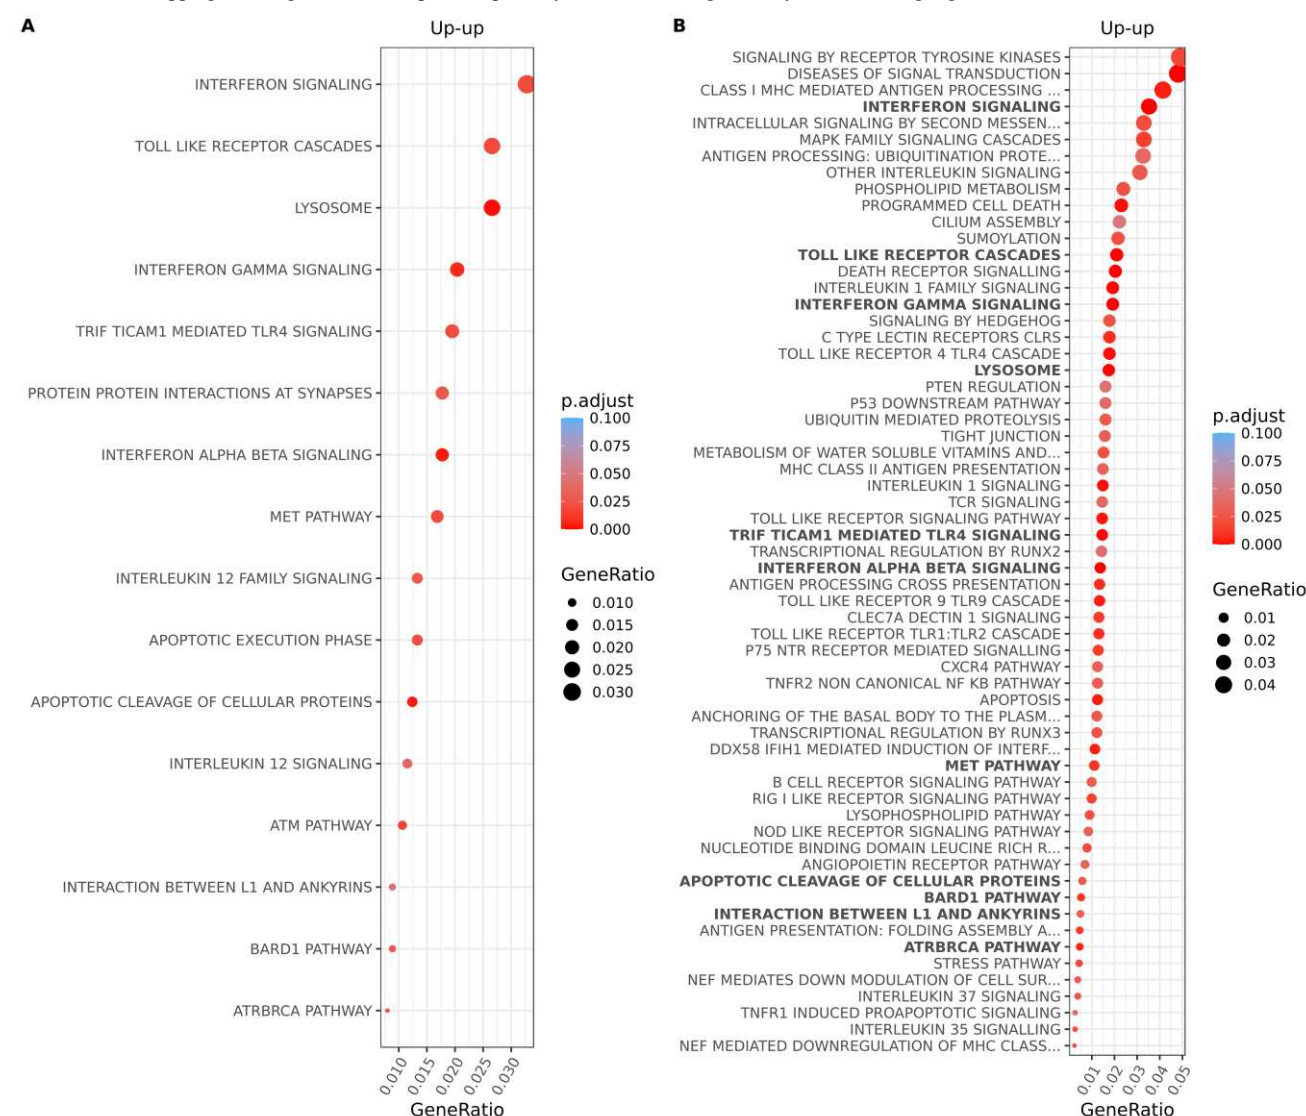 A
Up-up
INTERFERON SIGNALING
TOLL LIKE RECEPTOR CASCADES
LYSOSOME
INTERFERON GAMMA SIGNALING
TRIF TICAM1 MEDIATED TLR4 SIGNALING
PROTEIN PROTEIN INTERACTIONS AT SYNAPSES
INTERFERON ALPHA BETA SIGNALING
MET PATHWAY
INTERLEUKIN 12 FAMILY SIGNALING
APOPTOTIC EXECUTION PHASE
APOPTOTIC CLEAVAGE OF CELLULAR PROTEINS
INTERLEUKIN 12 SIGNALING
ATM PATHWAY
INTERACTION BETWEEN L1 AND ANKYRINS
BARD1 PATHWAY
ATRBRCA PATHWAY
0.010 0.015 0.020 0.025 0.030
GeneRatio
p.adjust
0.100
0.075
0.050
0.025
0.000
GeneRatio
0.010
0.015
0.020
0.025
0.030
B
Up-up
SIGNALING BY RECEPTOR TYROSINE KINASES
DISEASES OF SIGNAL TRANSDUCTION
CLASS I MHC MEDIATED ANTIGEN PROCESSING ...
INTERFERON SIGNALING
INTRACELLULAR SIGNALING BY SECOND MESSEN...
MAPK FAMILY SIGNALING CASCADES
ANTIGEN PROCESSING: UBIQUITINATION PROTE...
OTHER INTERLEUKIN SIGNALING
PHOSPHOLIPID METABOLISM
PROGRAMMED CELL DEATH
CILIUM ASSEMBLY
SUMOYLATION
TOLL LIKE RECEPTOR CASCADES
DEATH RECEPTOR SIGNALLING
INTERLEUKIN 1 FAMILY SIGNALING
INTERFERON GAMMA SIGNALING
SIGNALING BY HEDGEHOG
C TYPE LECTIN RECEPTORS CLRS
TOLL LIKE RECEPTOR 4 TLR4 CASCADE
LYSOSOME
PTEN REGULATION
P53 DOWNSTREAM PATHWAY
UBIQUITIN MEDIATED PROTEOLYSIS
TIGHT JUNCTION
METABOLISM OF WATER SOLUBLE VITAMINS AND...
MHC CLASS II ANTIGEN PRESENTATION
INTERLEUKIN 1 SIGNALING
TCR SIGNALING
TOLL LIKE RECEPTOR SIGNALING PATHWAY
TRIF TICAM1 MEDIATED TLR4 SIGNALING
TRANSCRIPTIONAL REGULATION BY RUNX2
INTERFERON ALPHA BETA SIGNALING
ANTIGEN PROCESSING CROSS PRESENTATION
TOLL LIKE RECEPTOR 9 TLR9 CASCADE
CLEC7A DECTIN 1 SIGNALING
TOLL LIKE RECEPTOR TLR1:TLR2 CASCADE
P75 NTR RECEPTOR MEDIATED SIGNALLING
CXCR4 PATHWAY
TNFR2 NON CANONICAL NF KB PATHWAY
APOPTOSIS
ANCHORING OF THE BASAL BODY TO THE PLASM...
TRANSCRIPTIONAL REGULATION BY RUNX3
DDX58 IFIH1 MEDIATED INDUCTION OF INTERF...
MET PATHWAY
B CELL RECEPTOR SIGNALING PATHWAY
RIG I LIKE RECEPTOR SIGNALING PATHWAY
LYSOPHOSPHOLIPID PATHWAY
NOD LIKE RECEPTOR SIGNALING PATHWAY
NUCLEOTIDE BINDING DOMAIN LEUCINE RICH R...
ANGIOPOIETIN RECEPTOR PATHWAY
APOPTOTIC CLEAVAGE OF CELLULAR PROTEINS
BARD1 PATHWAY
INTERACTION BETWEEN L1 AND ANKYRINS
ANTIGEN PRESENTATION: FOLDING ASSEMBLY A...
ATRBRCA PATHWAY
STRESS PATHWAY
NEF MEDIATES DOWN MODULATION OF CELL SUR...
INTERLEUKIN 37 SIGNALING
TNFR1 INDUCED PROAPOPTOTIC SIGNALING
INTERLEUKIN 35 SIGNALLING
NEF MEDIATED DOWNREGULATION OF MHC CLASS...
0.01 0.02 0.03 0.04 0.05
GeneRatio
p.adjust
0.100
0.075
0.050
0.025
0.000
GeneRatio
0.01
0.02
0.03
0.04